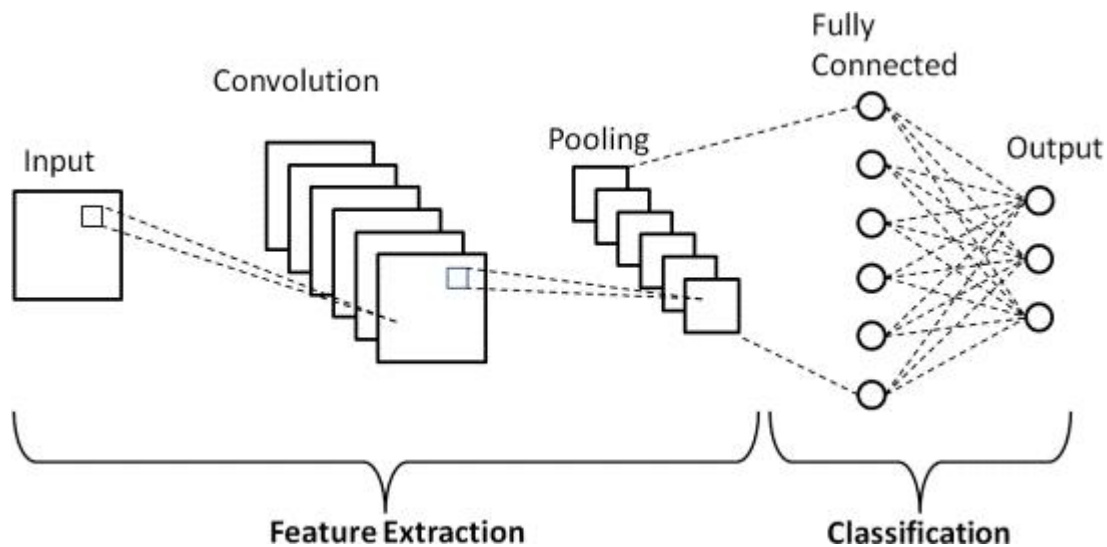 Input
Convolution
Pooling
Fully
Connected
Output
Feature Extraction
Classification